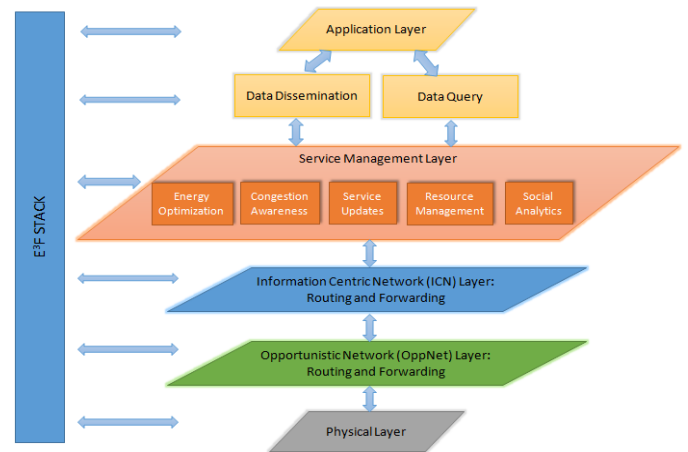 E³F STACK
Application Layer
Data Dissemination
Data Query
Service Management Layer
Energy
Optimization
Congestion
Awareness
Service
Updates
Resource
Management
Social
Analytics
Information Centric Network (ICN) Layer:
Routing and Forwarding
Opportunistic Network (OppNet) Layer:
Routing and Forwarding
Physical Layer